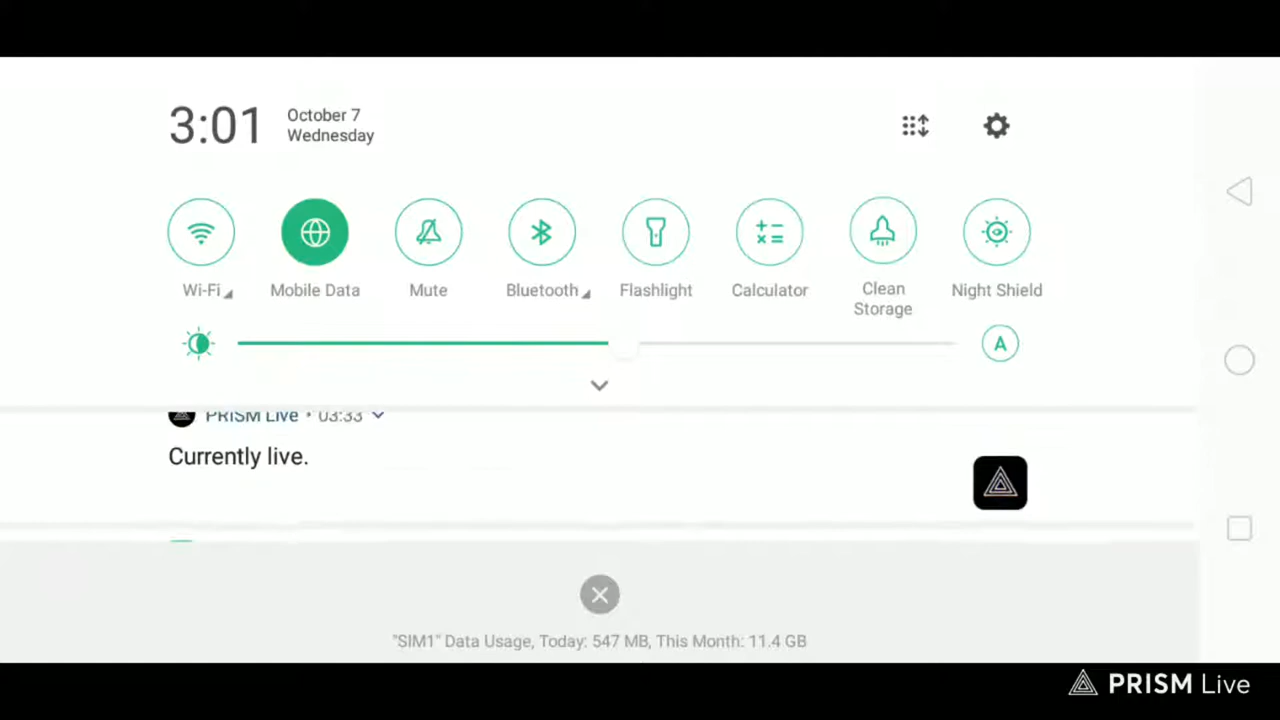 3:01
October 7
Wednesday
Wi-Fi
Mobile Data
Mute
Bluetooth
Flashlight
Calculator
Clean
Storage
Night Shield
A
PRISM Live • 03:33
Currently live.
"SIM1" Data Usage, Today: 547 MB, This Month: 11.4 GB
PRISM Live